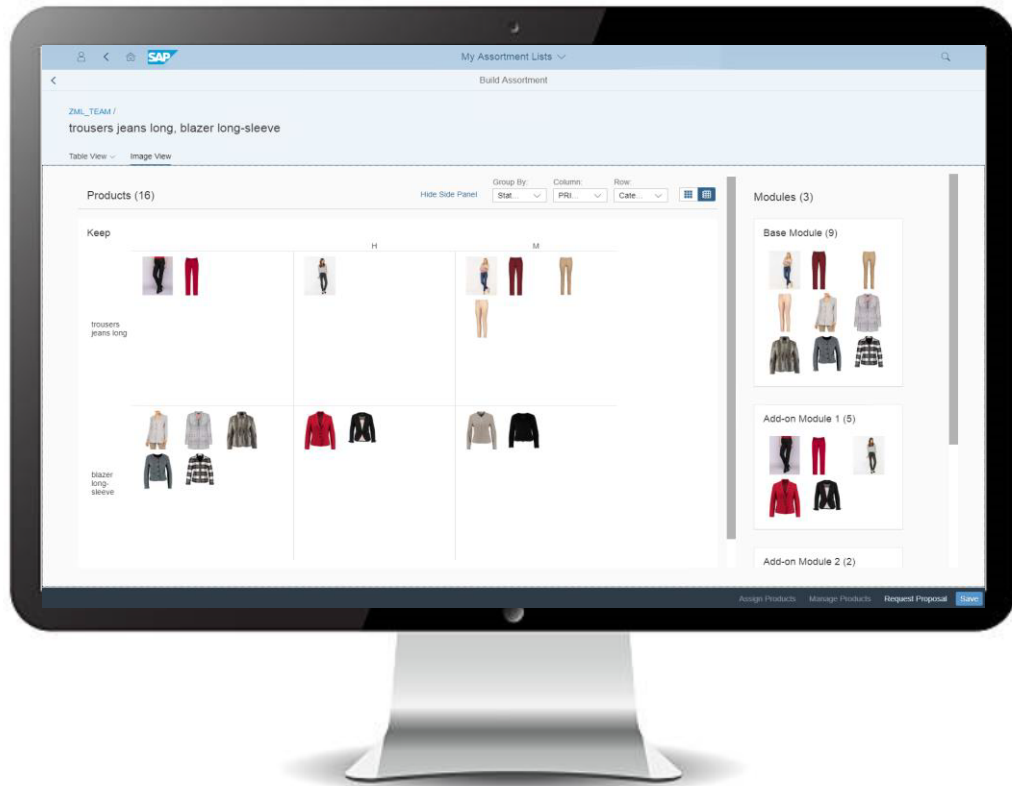 SAP
My Assortment Lists
Build Assortment
ZML_TEAM /
trousers jeans long, blazer long-sleeve
Table View
Image View
Products (16)
Hide Side Panel
Group By:
Stat...
Column:
PRI...
Row:
Cate...
Keep
H
M
trousers
jeans long
blazer
long-
sleeve
Modules (3)
Base Module (9)
Add-on Module 1 (5)
Add-on Module 2 (2)
Assign Products
Manage Products
Request Proposal
Save